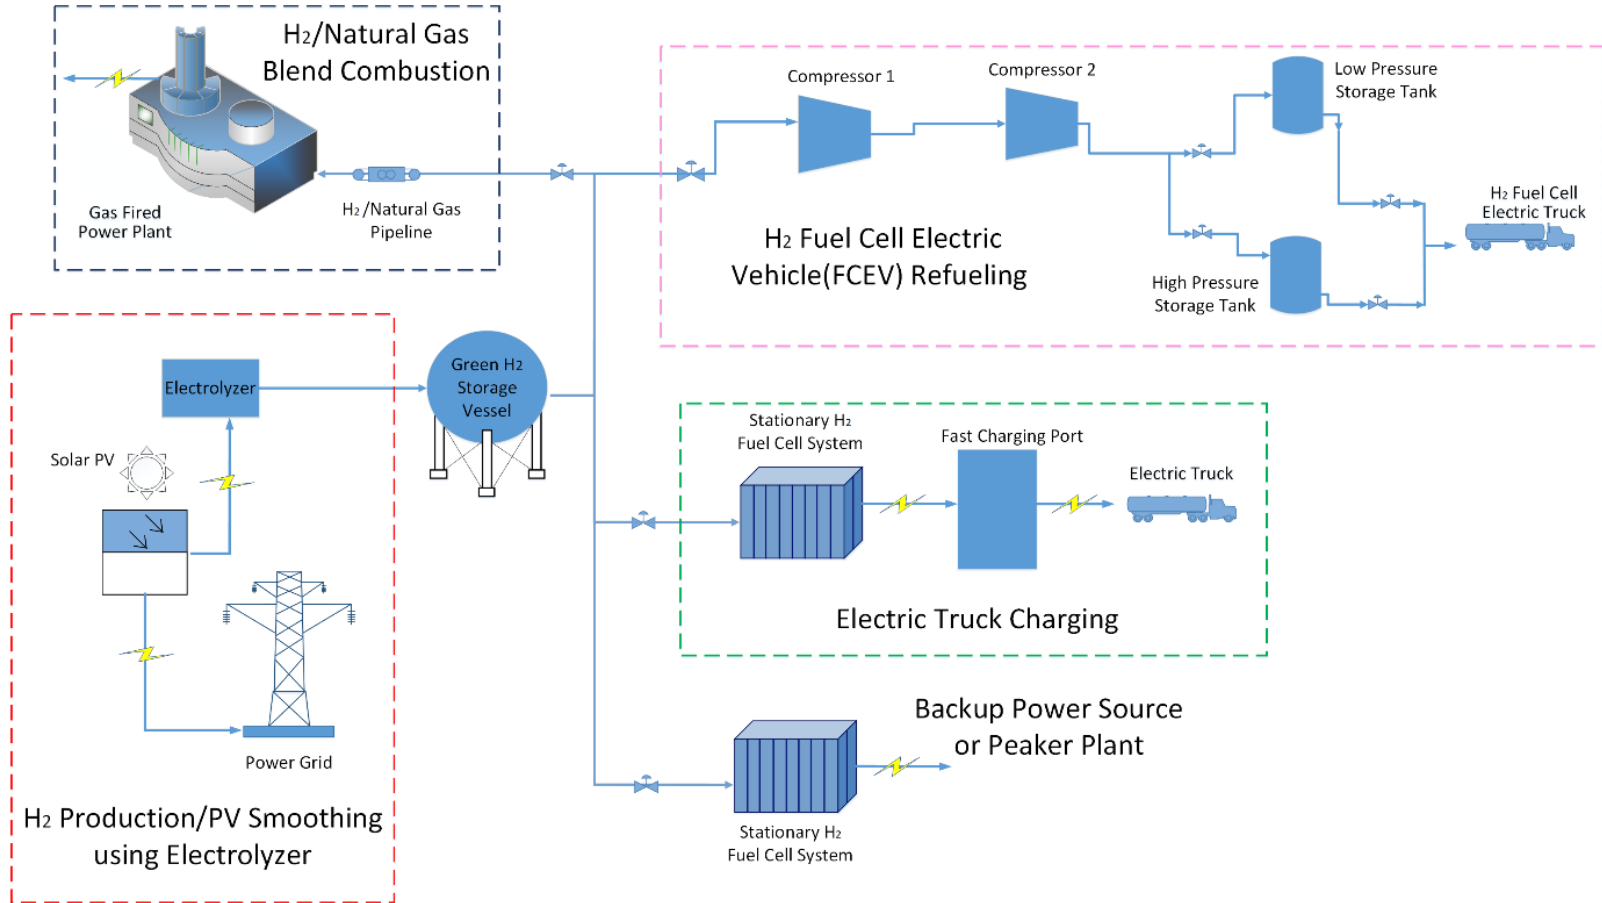 H2/Natural Gas
Blend Combustion
Gas Fired
Power Plant
H2/Natural Gas
Pipeline
Compressor 1
Compressor 2
Low Pressure
Storage Tank
H2 Fuel Cell
Electric Truck
High Pressure
Storage Tank
H2 Fuel Cell Electric
Vehicle(FCEV) Refueling
Electrolyzer
Solar PV
Power Grid
H2 Production/PV Smoothing
using Electrolyzer
Green H2
Storage
Vessel
Stationary H2
Fuel Cell System
Fast Charging Port
Electric Truck
Electric Truck Charging
Backup Power Source
or Peaker Plant
Stationary H2
Fuel Cell System